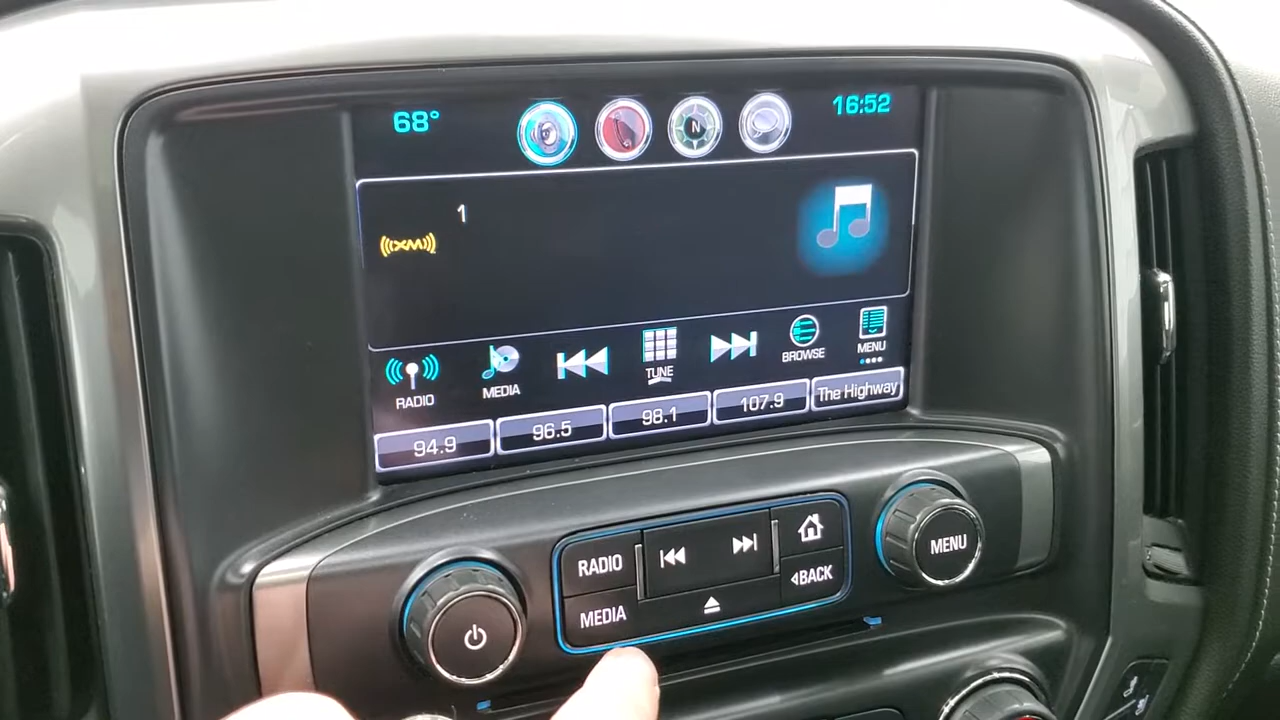 68°
N
16:52
1
((XM))
RADIO
MEDIA
TUNE
BROWSE
MENU
94.9
96.5
98.1
107.9
The Highway
RADIO
MEDIA
BACK
MENU